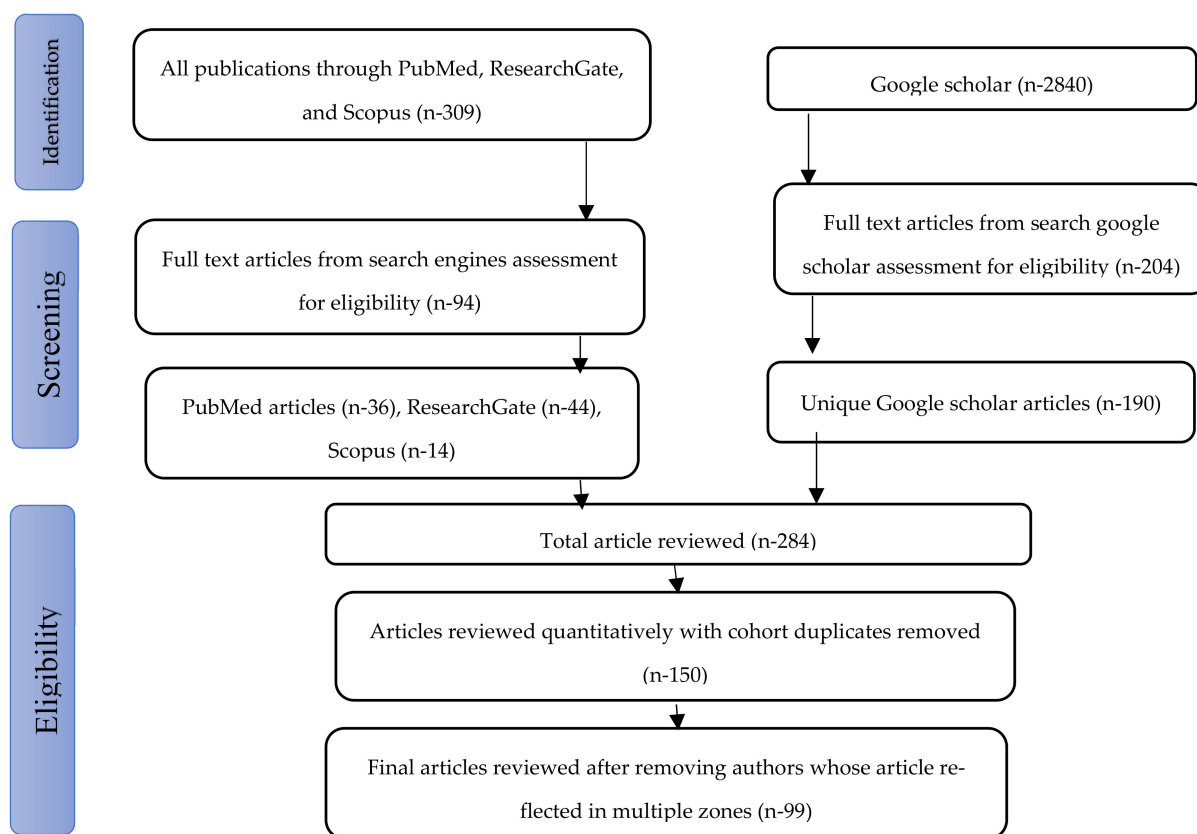 Identification
All publications through PubMed, ResearchGate,
and Scopus (n-309)
Google scholar (n-2840)
Screening
Full text articles from search engines assessment
for eligibility (n-94)
Full text articles from search google
scholar assessment for eligibility (n-204)
PubMed articles (n-36), ResearchGate (n-44),
Scopus (n-14)
Unique Google scholar articles (n-190)
Eligibility
Total article reviewed (n-284)
Articles reviewed quantitatively with cohort duplicates removed
(n-150)
Final articles reviewed after removing authors whose article re-
flected in multiple zones (n-99)